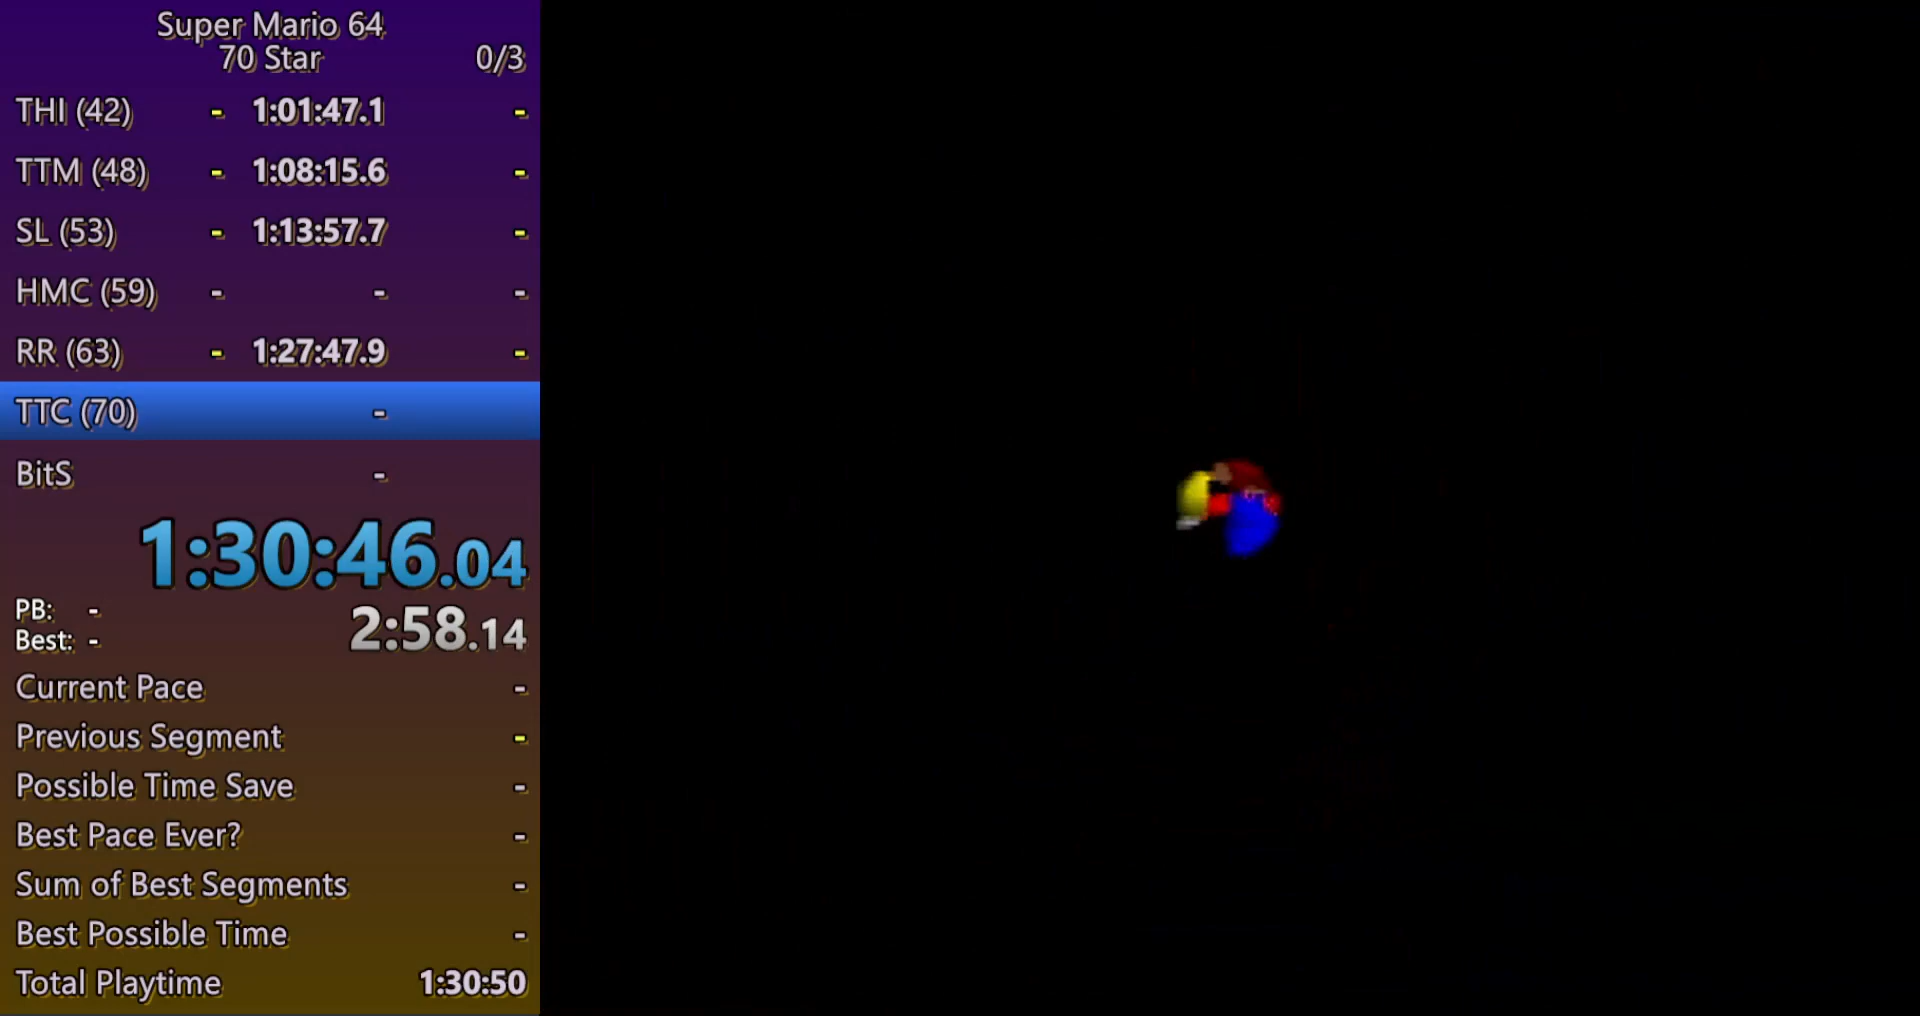 Super Mario 64
70 Star 0/3
THI (42) - 1:01:47.1 -
TTM (48) - 1:08:15.6 -
SL (53) - 1:13:57.7 -
HMC (59) - - -
RR (63) - 1:27:47.9 -
TTC (70) -
BitS -
1:30:46.04
PB: -
2:58.14
Best: -
Current Pace -
Previous Segment -
Possible Time Save -
Best Pace Ever? -
Sum of Best Segments -
Best Possible Time -
Total Playtime 1:30:50